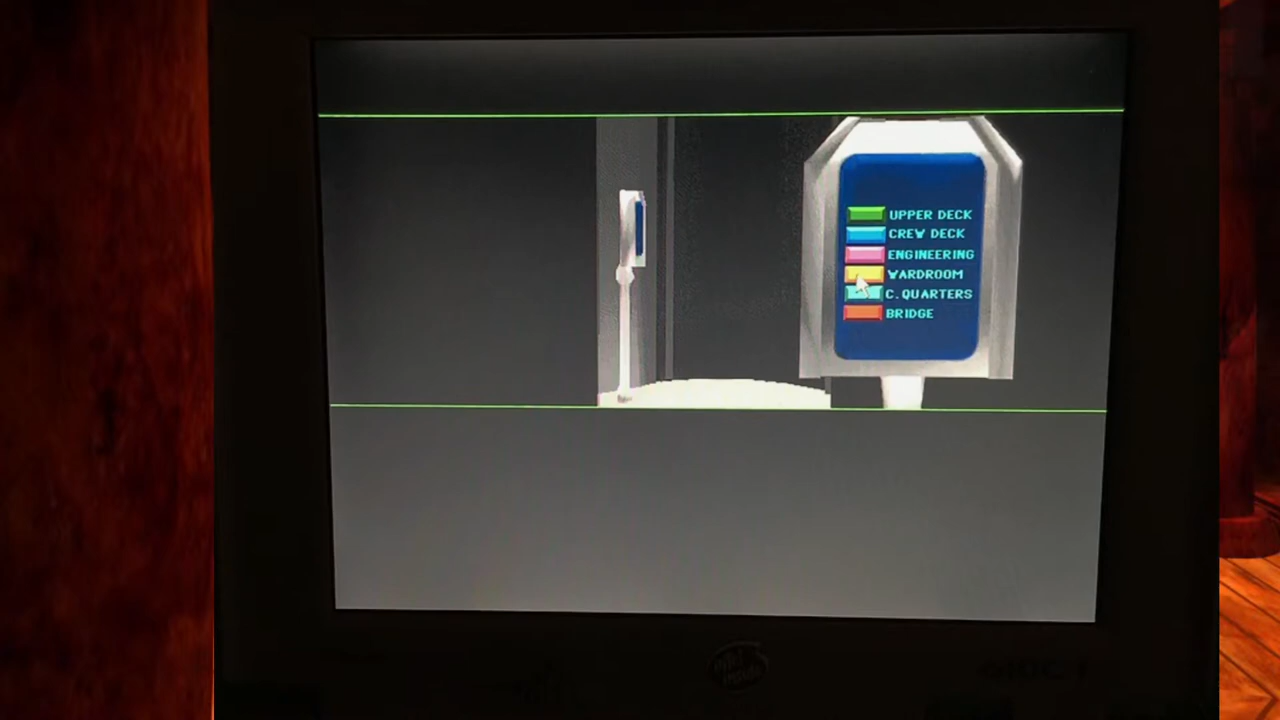 UPPER DECK
CREW DECK
ENGINEERING
WARDROOM
C.QUARTERS
BRIDGE